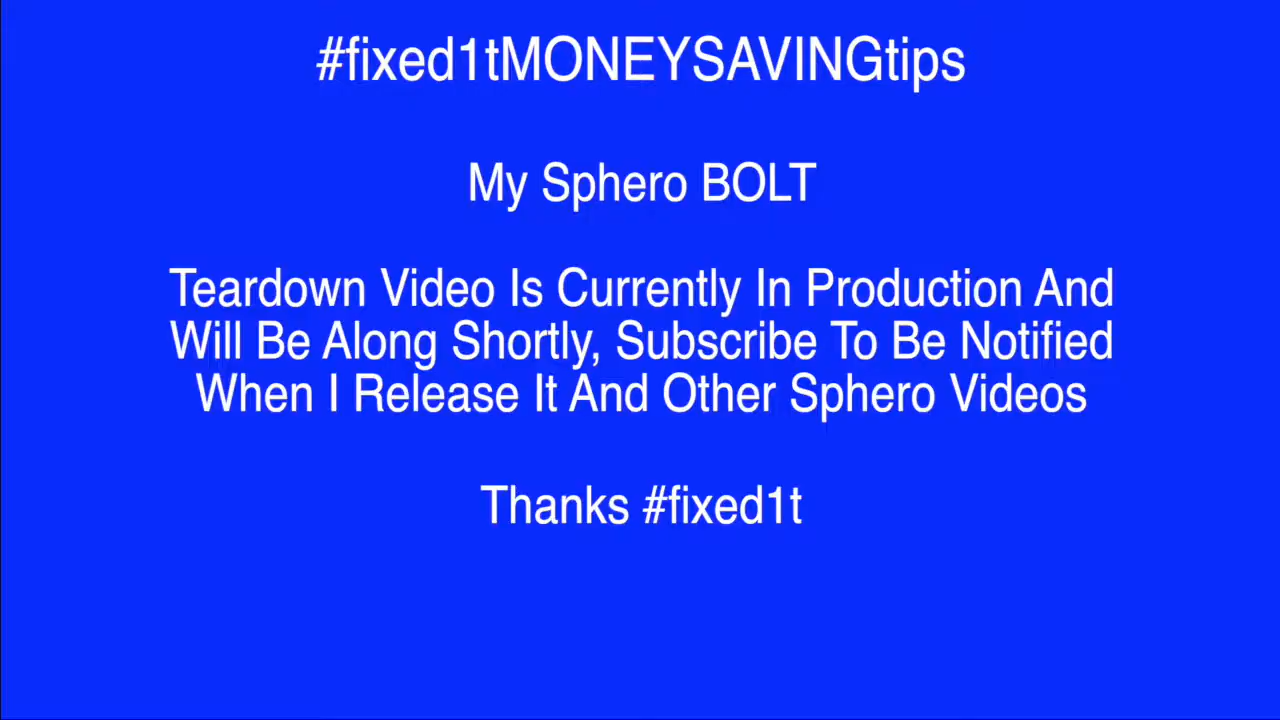 #fixed1tMONEYSAVINGtips
My Sphero BOLT
Teardown Video Is Currently In Production And
Will Be Along Shortly, Subscribe To Be Notified
When I Release It And Other Sphero Videos
Thanks #fixed1t